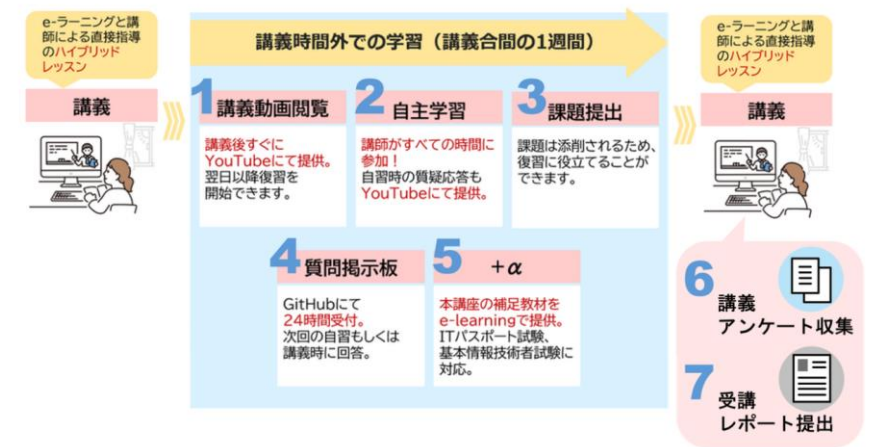 e-ラーニングと講
師による直接指導
のハイブリッド
レッスン
講義
講義時間外での学習（講義合間の1週間）
1 講義動画閲覧
講義後すぐに
YouTubeにて提供。
翌日以降復習を
開始できます。
2 自主学習
講師がすべての時間に
参加！
自習時の質疑応答も
YouTubeにて提供。
3 課題提出
課題は添削されるため、
復習に役立てることが
できます。
4 質問掲示板
GitHubにて
24時間受付。
次回の自習もしくは
講義時に回答。
5 +α
本講座の補足教材を
e-learningで提供。
ITパスポート試験、
基本情報技術者試験に
対応。
e-ラーニングと講
師による直接指導
のハイブリッド
レッスン
講義
6 講義
アンケート収集
7 受講
レポート提出